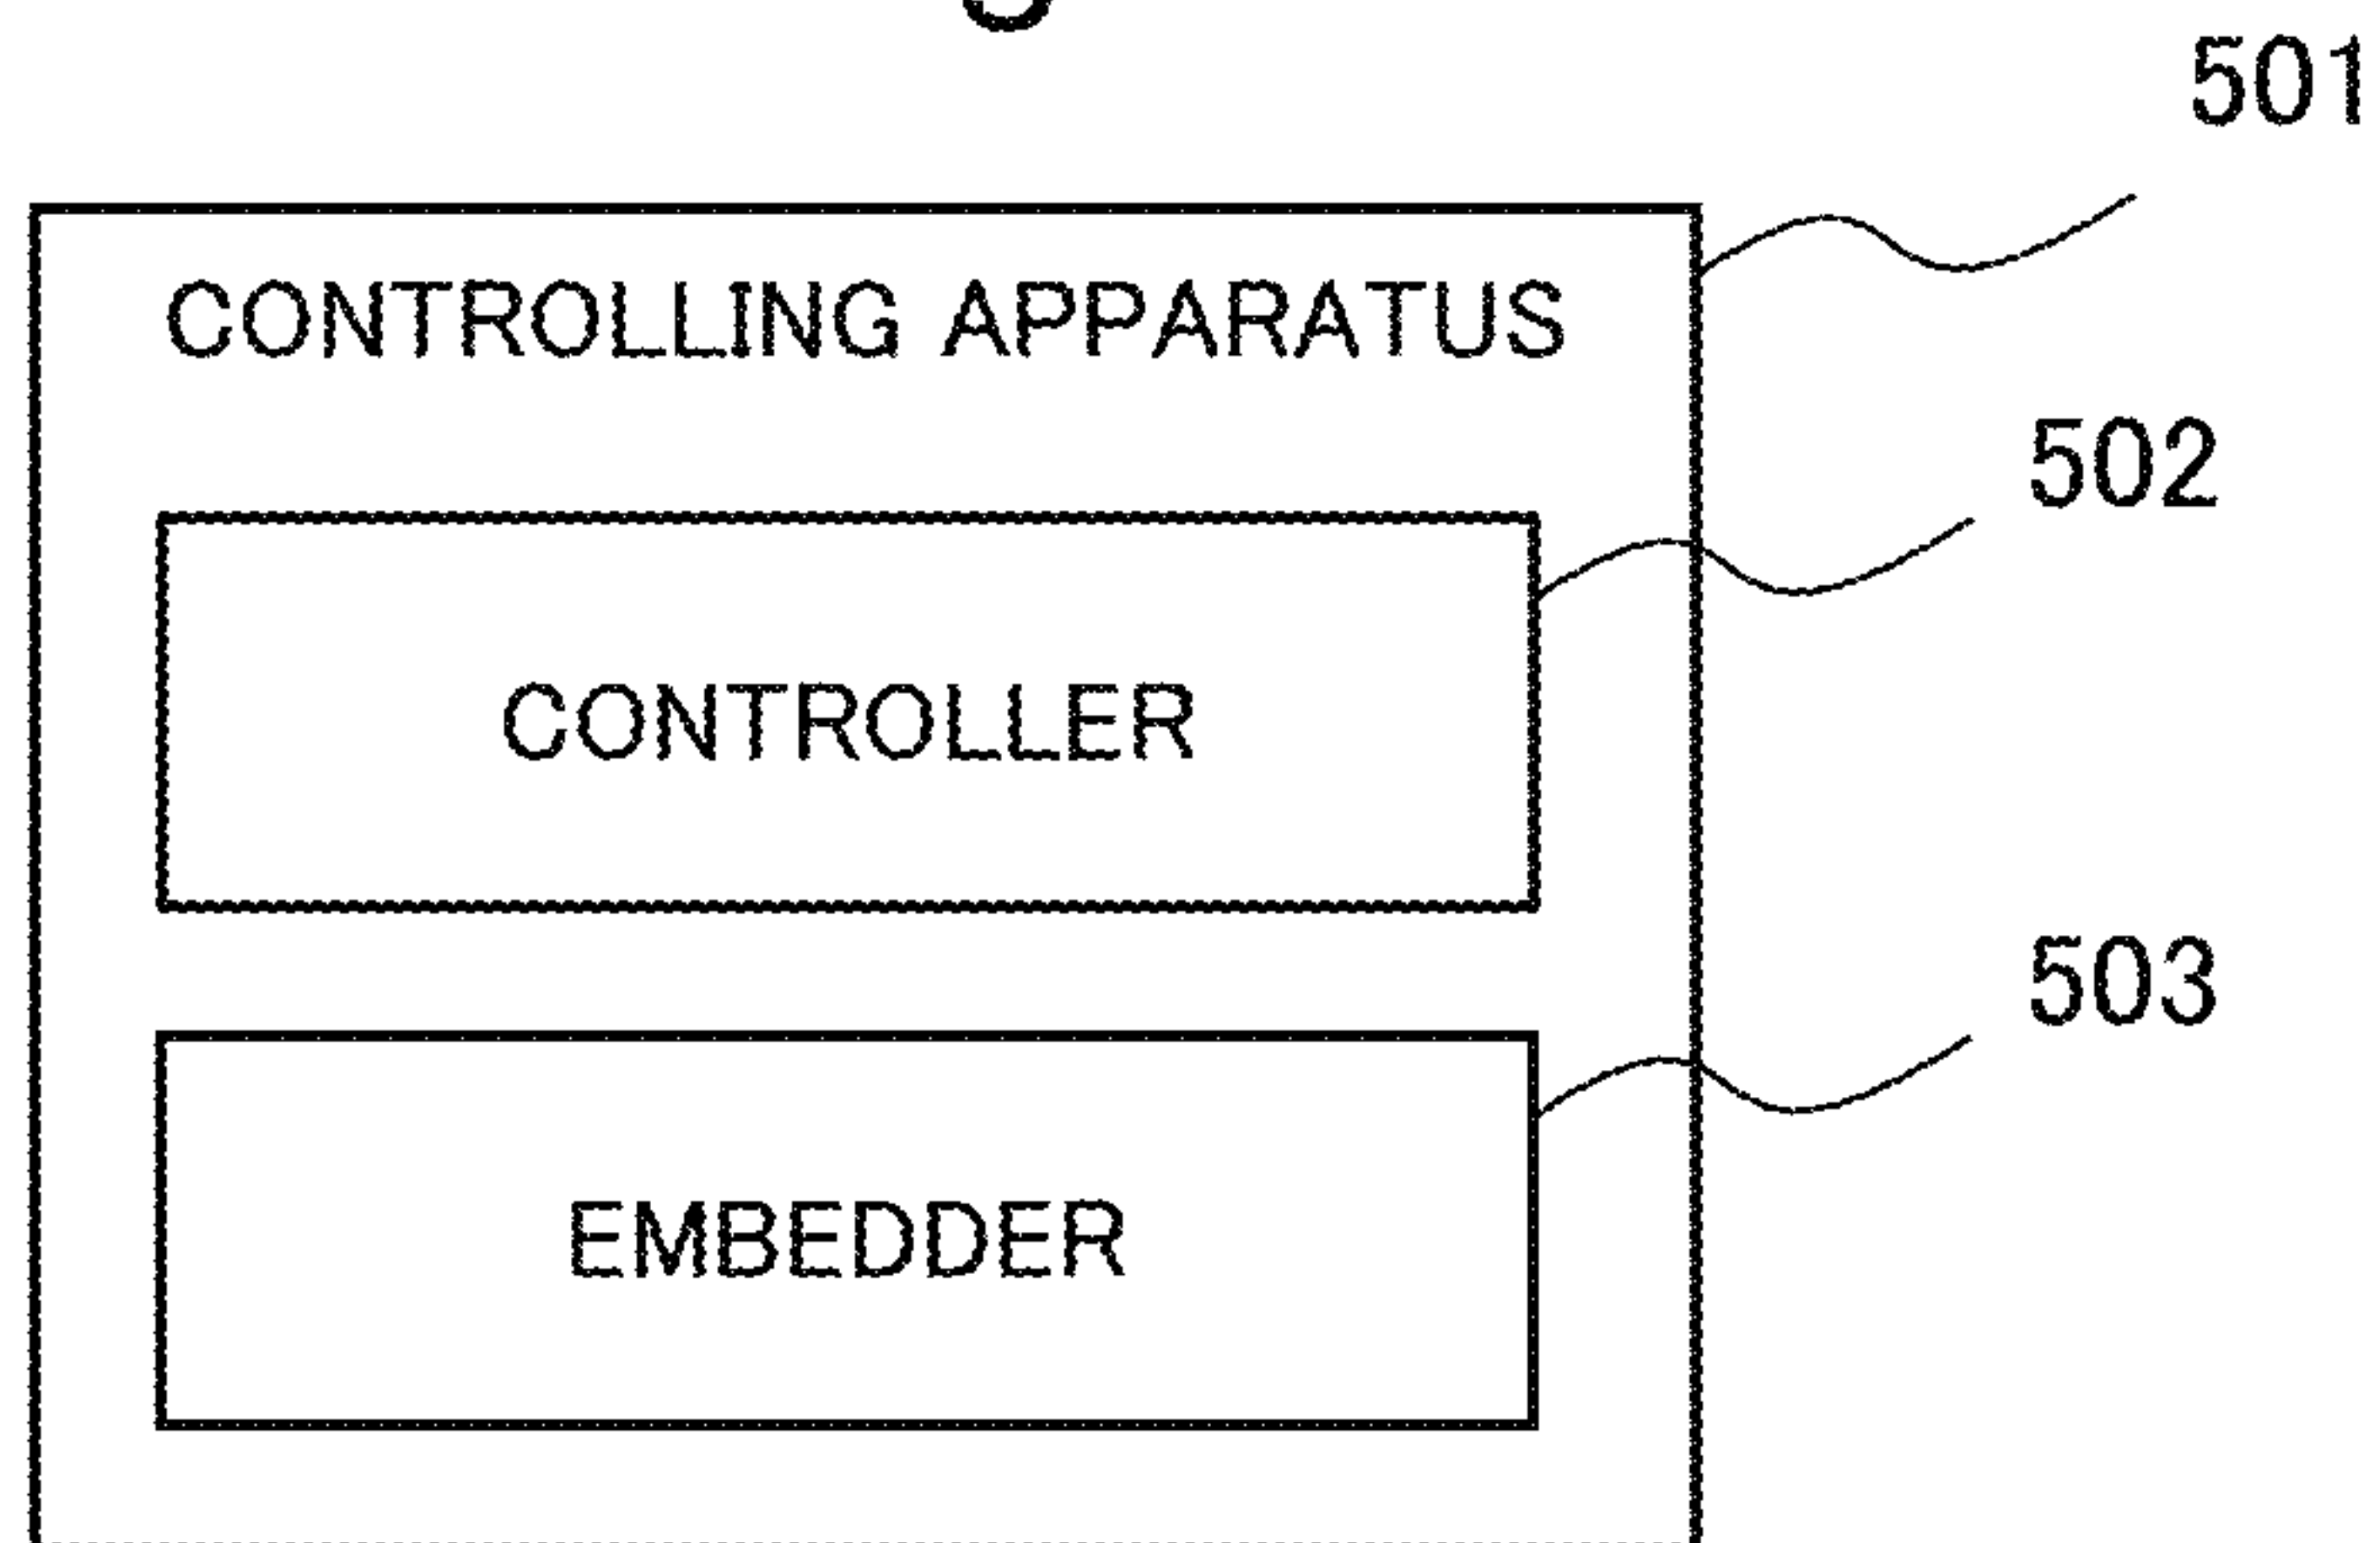 501
CONTROLLING APPARATUS
502
CONTROLLER
503
EMBEDDER